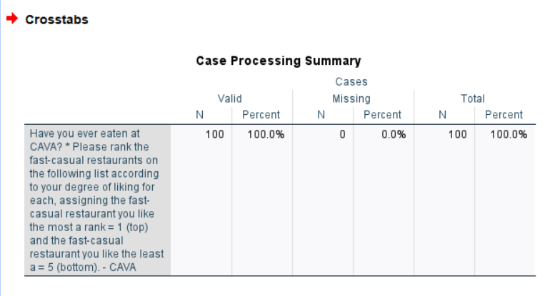 Crosstabs
Case Processing Summary
Cases
Valid Missing Total
N Percent N Percent N Percent
Have you ever eaten at 100 100.0% 0 0.0% 100 100.0%
CAVA? * Please rank the
fast-casual restaurants on
the following list according
to your degree of liking for
each, assigning the fast-
casual restaurant you like
the most a rank = 1 (top)
and the fast-casual
restaurant you like the least
a = 5 (bottom). - CAVA